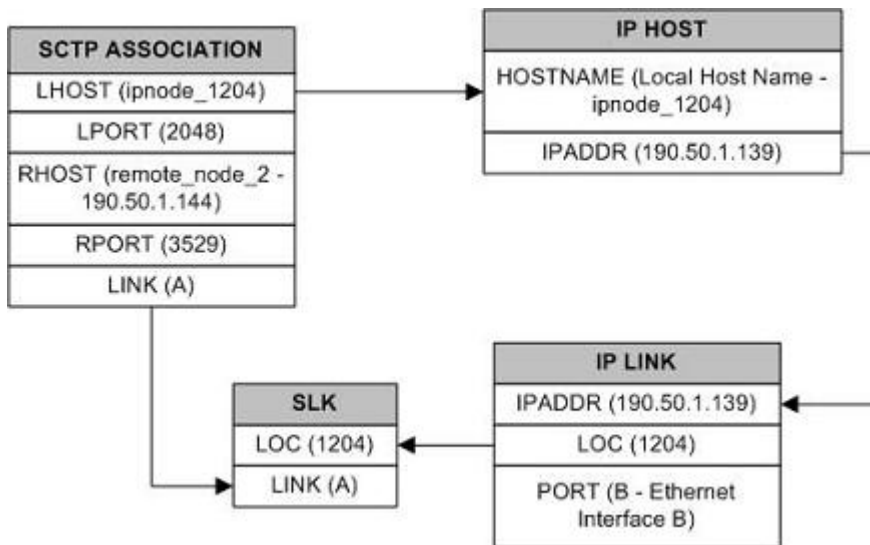 SCTP ASSOCIATION
LHOST (ipnode_1204)
LPORT (2048)
RHOST (remote_node_2 -
190.50.1.144)
RPORT (3529)
LINK (A)
IP HOST
HOSTNAME (Local Host Name -
ipnode_1204)
IPADDR (190.50.1.139)
SLK
LOC (1204)
LINK (A)
IP LINK
IPADDR (190.50.1.139)
LOC (1204)
PORT (B - Ethernet
Interface B)